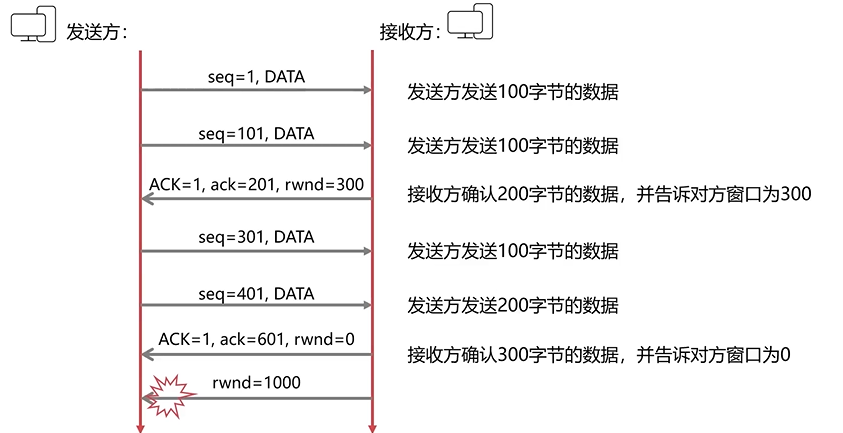 发送方：
接收方：
seq=1, DATA
发送方发送100字节的数据
seq=101, DATA
发送方发送100字节的数据
ACK=1, ack=201, rwnd=300
接收方确认200字节的数据，并告诉对方窗口为300
seq=301, DATA
发送方发送100字节的数据
seq=401, DATA
发送方发送200字节的数据
ACK=1, ack=601, rwnd=0
接收方确认300字节的数据，并告诉对方窗口为0
rwnd=1000